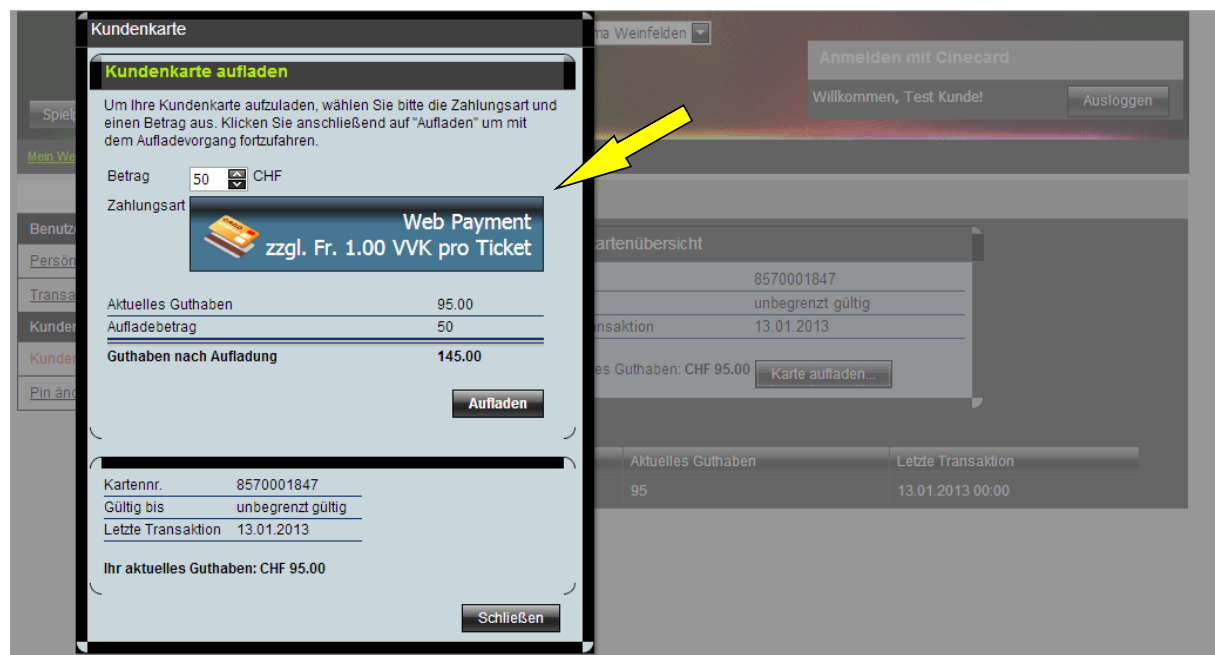 Kundenkarte
ma Weinfelden
Anmelden mit Cinecard
Kundenkarte aufladen
Willkommen, Test Kunde!
Ausloggen
Um Ihre Kundenkarte aufzuladen, wählen Sie bitte die Zahlungsart und
einen Betrag aus. Klicken Sie anschließend auf "Aufladen" um mit
dem Aufladevorgang fortzufahren.
Spielp
Mein We
Betrag 50 CHF
Zahlungsart
Web Payment
zzgl. Fr. 1.00 VVK pro Ticket
Benutz
Persön
Transa
Kunden
Kunden
Pin änd
artenübersicht
8570001847
unbegrenzt gültig
nsaktion 13.01.2013
es Guthaben: CHF 95.00 Karte aufladen...
Aktuelles Guthaben 95.00
Aufladebetrag 50
Guthaben nach Aufladung 145.00
Aufladen
Aktuelles Guthaben Letzte Transaktion
95 13.01.2013 00:00
Kartennr. 8570001847
Gültig bis unbegrenzt gültig
Letzte Transaktion 13.01.2013
Ihr aktuelles Guthaben: CHF 95.00
Schließen